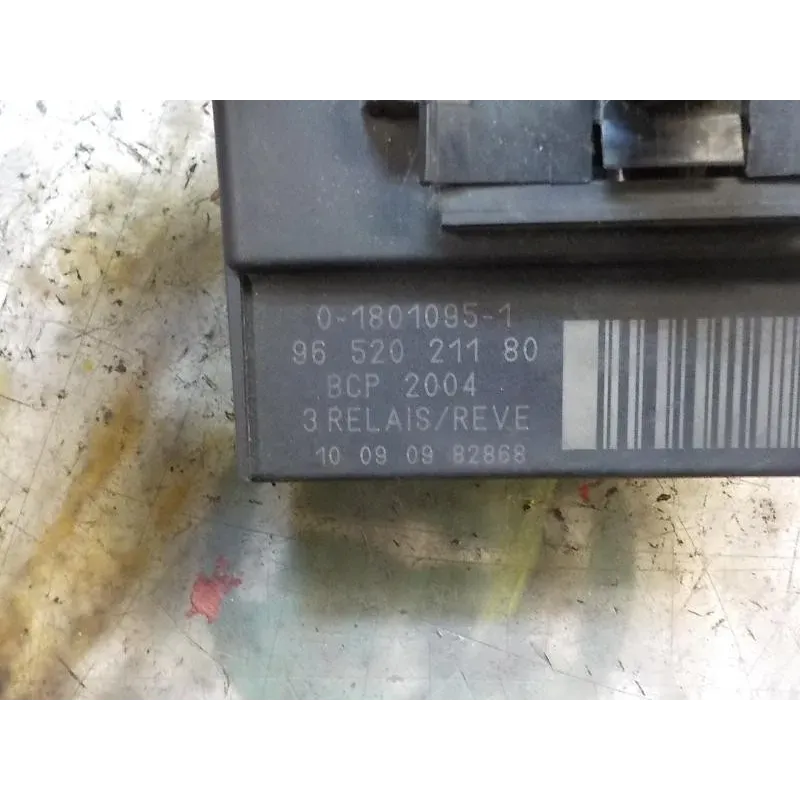 0-1801095-1
96 520 211 80
BCP 2004
3 RELAIS/REV.E
10 09 09 82868